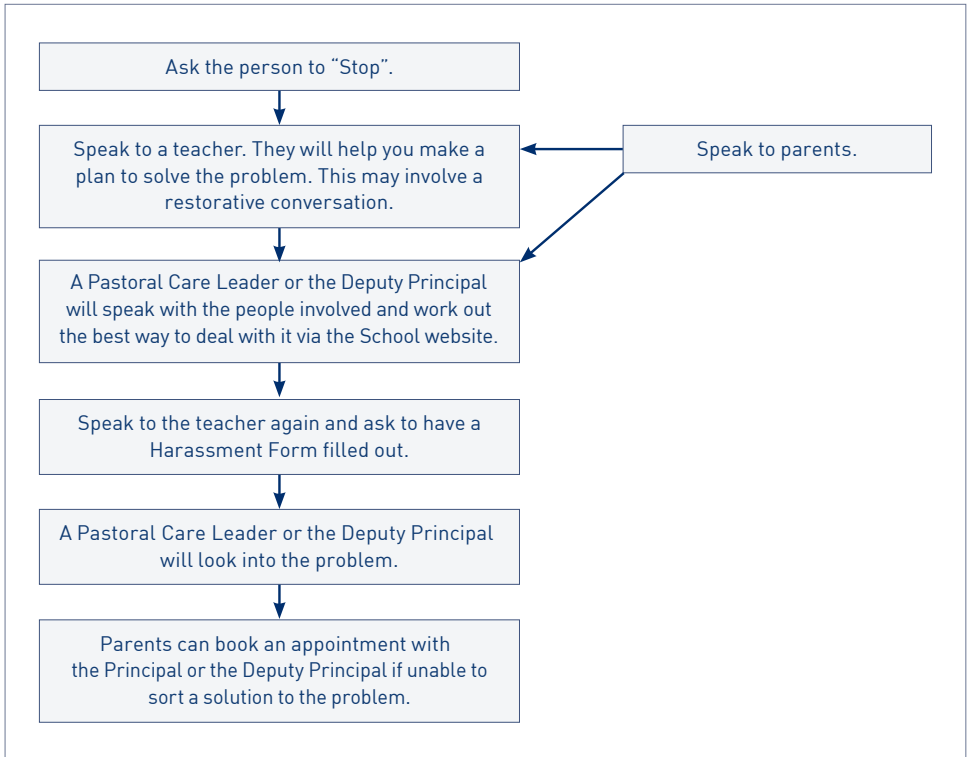 Ask the person to “Stop”.
Speak to a teacher. They will help you make a
plan to solve the problem. This may involve a
restorative conversation.
Speak to parents.
A Pastoral Care Leader or the Deputy Principal
will speak with the people involved and work out
the best way to deal with it via the School website.
Speak to the teacher again and ask to have a
Harassment Form filled out.
A Pastoral Care Leader or the Deputy Principal
will look into the problem.
Parents can book an appointment with
the Principal or the Deputy Principal if unable to
sort a solution to the problem.